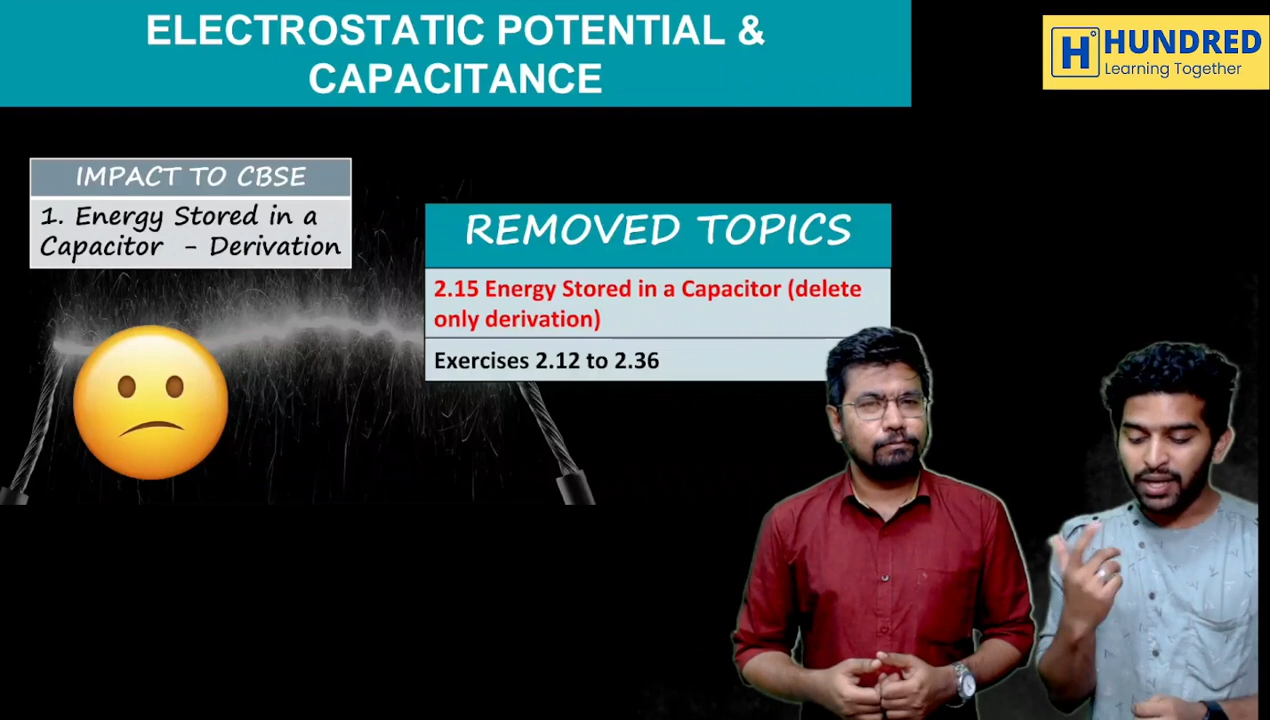 ELECTROSTATIC POTENTIAL &
CAPACITANCE
H
HUNDRED
Learning Together
IMPACT TO CBSE
1. Energy Stored in a
Capacitor - Derivation
REMOVED TOPICS
2.15 Energy Stored in a Capacitor (delete
only derivation)
Exercises 2.12 to 2.36